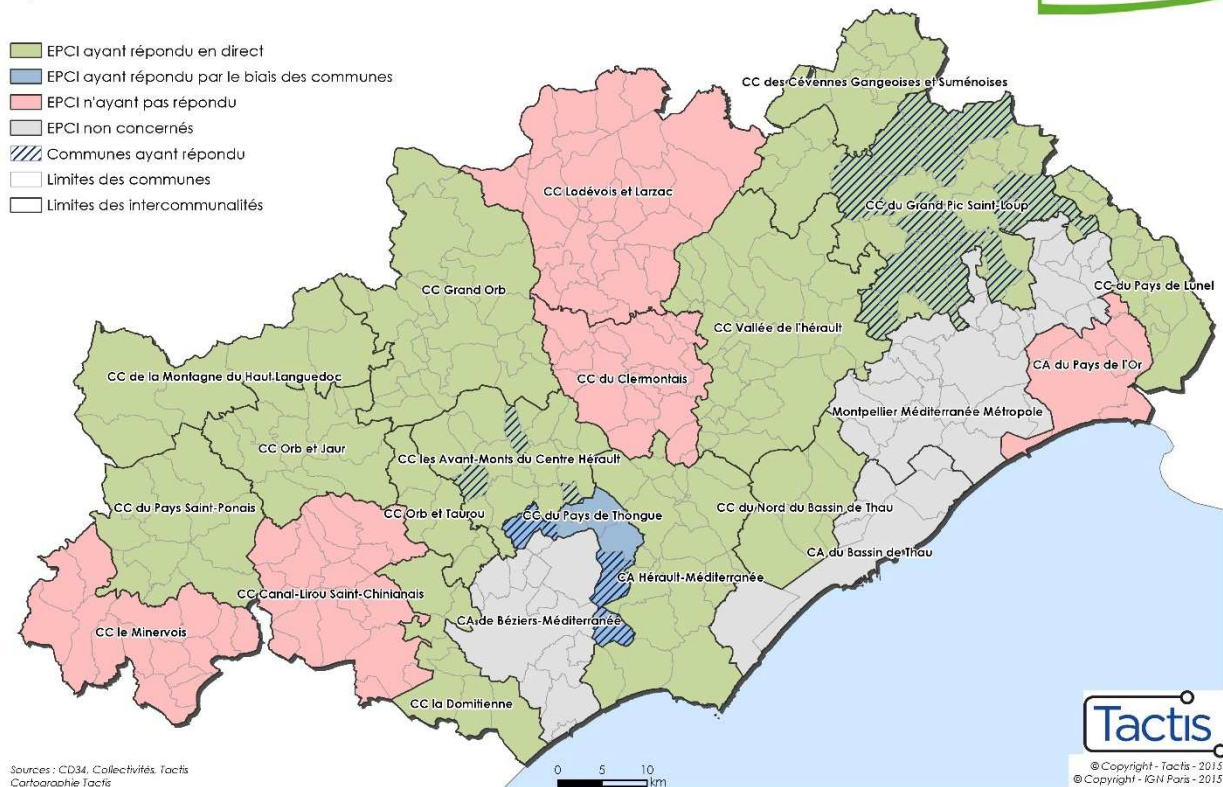 EPCI ayant répondu en direct
EPCI ayant répondu par le biais des communes
EPCI n'ayant pas répondu
EPCI non concernés
Communes ayant répondu
Limites des communes
Limites des intercommunalités
CC des Cévennes Gangeoises et Suménoises
CC Lodévois et Larzac
CC du Grand Pic Saint-Loup
CC Grand Orb
CC du Pays de Lunel
CC Vallée de l'hérault
CC de la Montagne du Haut Languedoc
CC du Clermontais
CA du Pays de l'Or
Montpellier Méditerranée Métropole
CC Orb et Jaur
CC les Avant-Monts du Centre Hérault
CC du Pays Saint-Ponais
CC Orb et Taurou
CC du Pays de Thongue
CC du Nord du Bassin de Thau
CA du Bassin de Thau
CA Hérault-Méditerranée
CC Canal-Lirou Saint-Chinianais
CA de Béziers-Méditerranée
CC le Minervois
CC la Domitienne
Tactis
Sources : CD34, Collectivités, Tactis
Cartographie Tactis
0 5 10
km
© Copyright - Tactis - 2015
© Copyright - IGN Paris - 2015